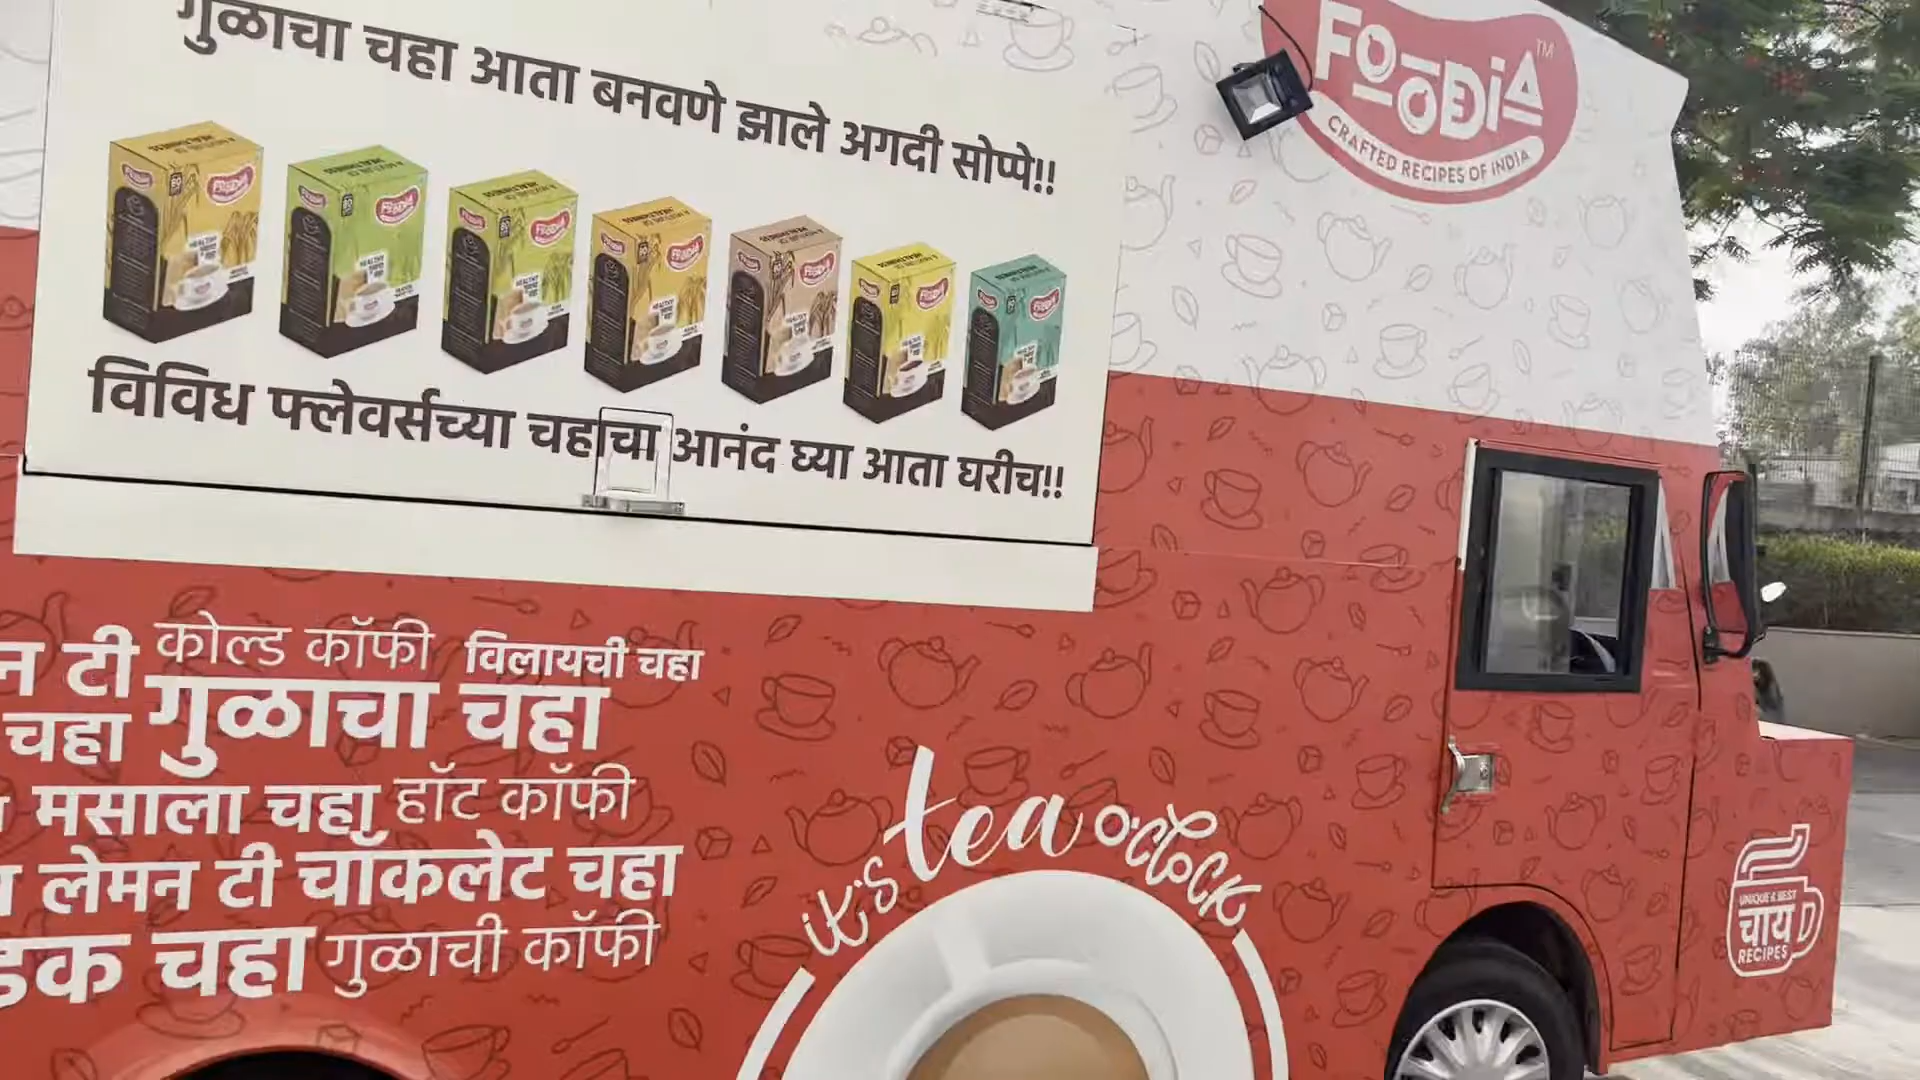 गुळाचा चहा आता बनवणे झाले अगदी सोप्पे!!
FOODIA™
CRAFTED RECIPES OF INDIA
विविध फ्लेवर्सच्या चहाचा आनंद घ्या आता घरीच!!
न टी कोल्ड कॉफी विलायची चहा
चहा गुळाचा चहा
मसाला चहा हॉट कॉफी
लेमन टी चॉकलेट चहा
डक चहा गुळाची कॉफी
it's tea o'clock
UNIQUE & BEST
चाय
RECIPES